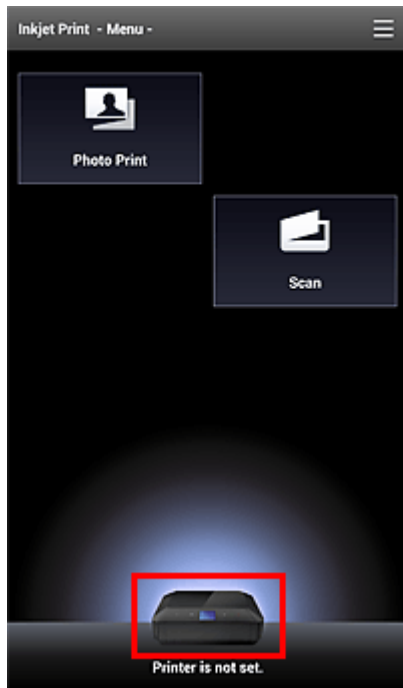 Inkjet Print - Menu -
Photo Print
Scan
Printer is not set.